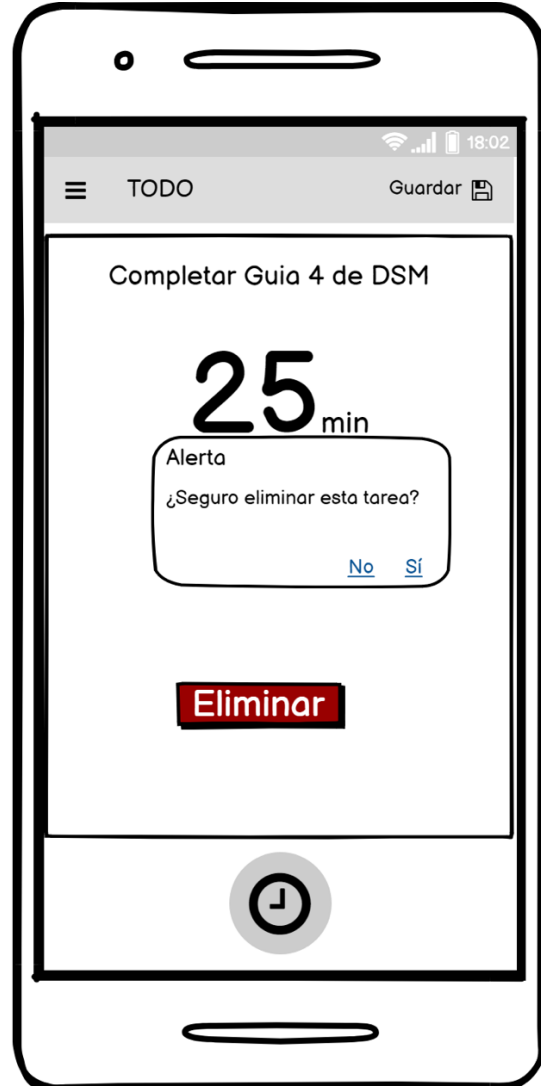 18:02
TODO
Guardar
Completar Guia 4 de DSM
25 min
Alerta
¿Seguro eliminar esta tarea?
No Sí
Eliminar